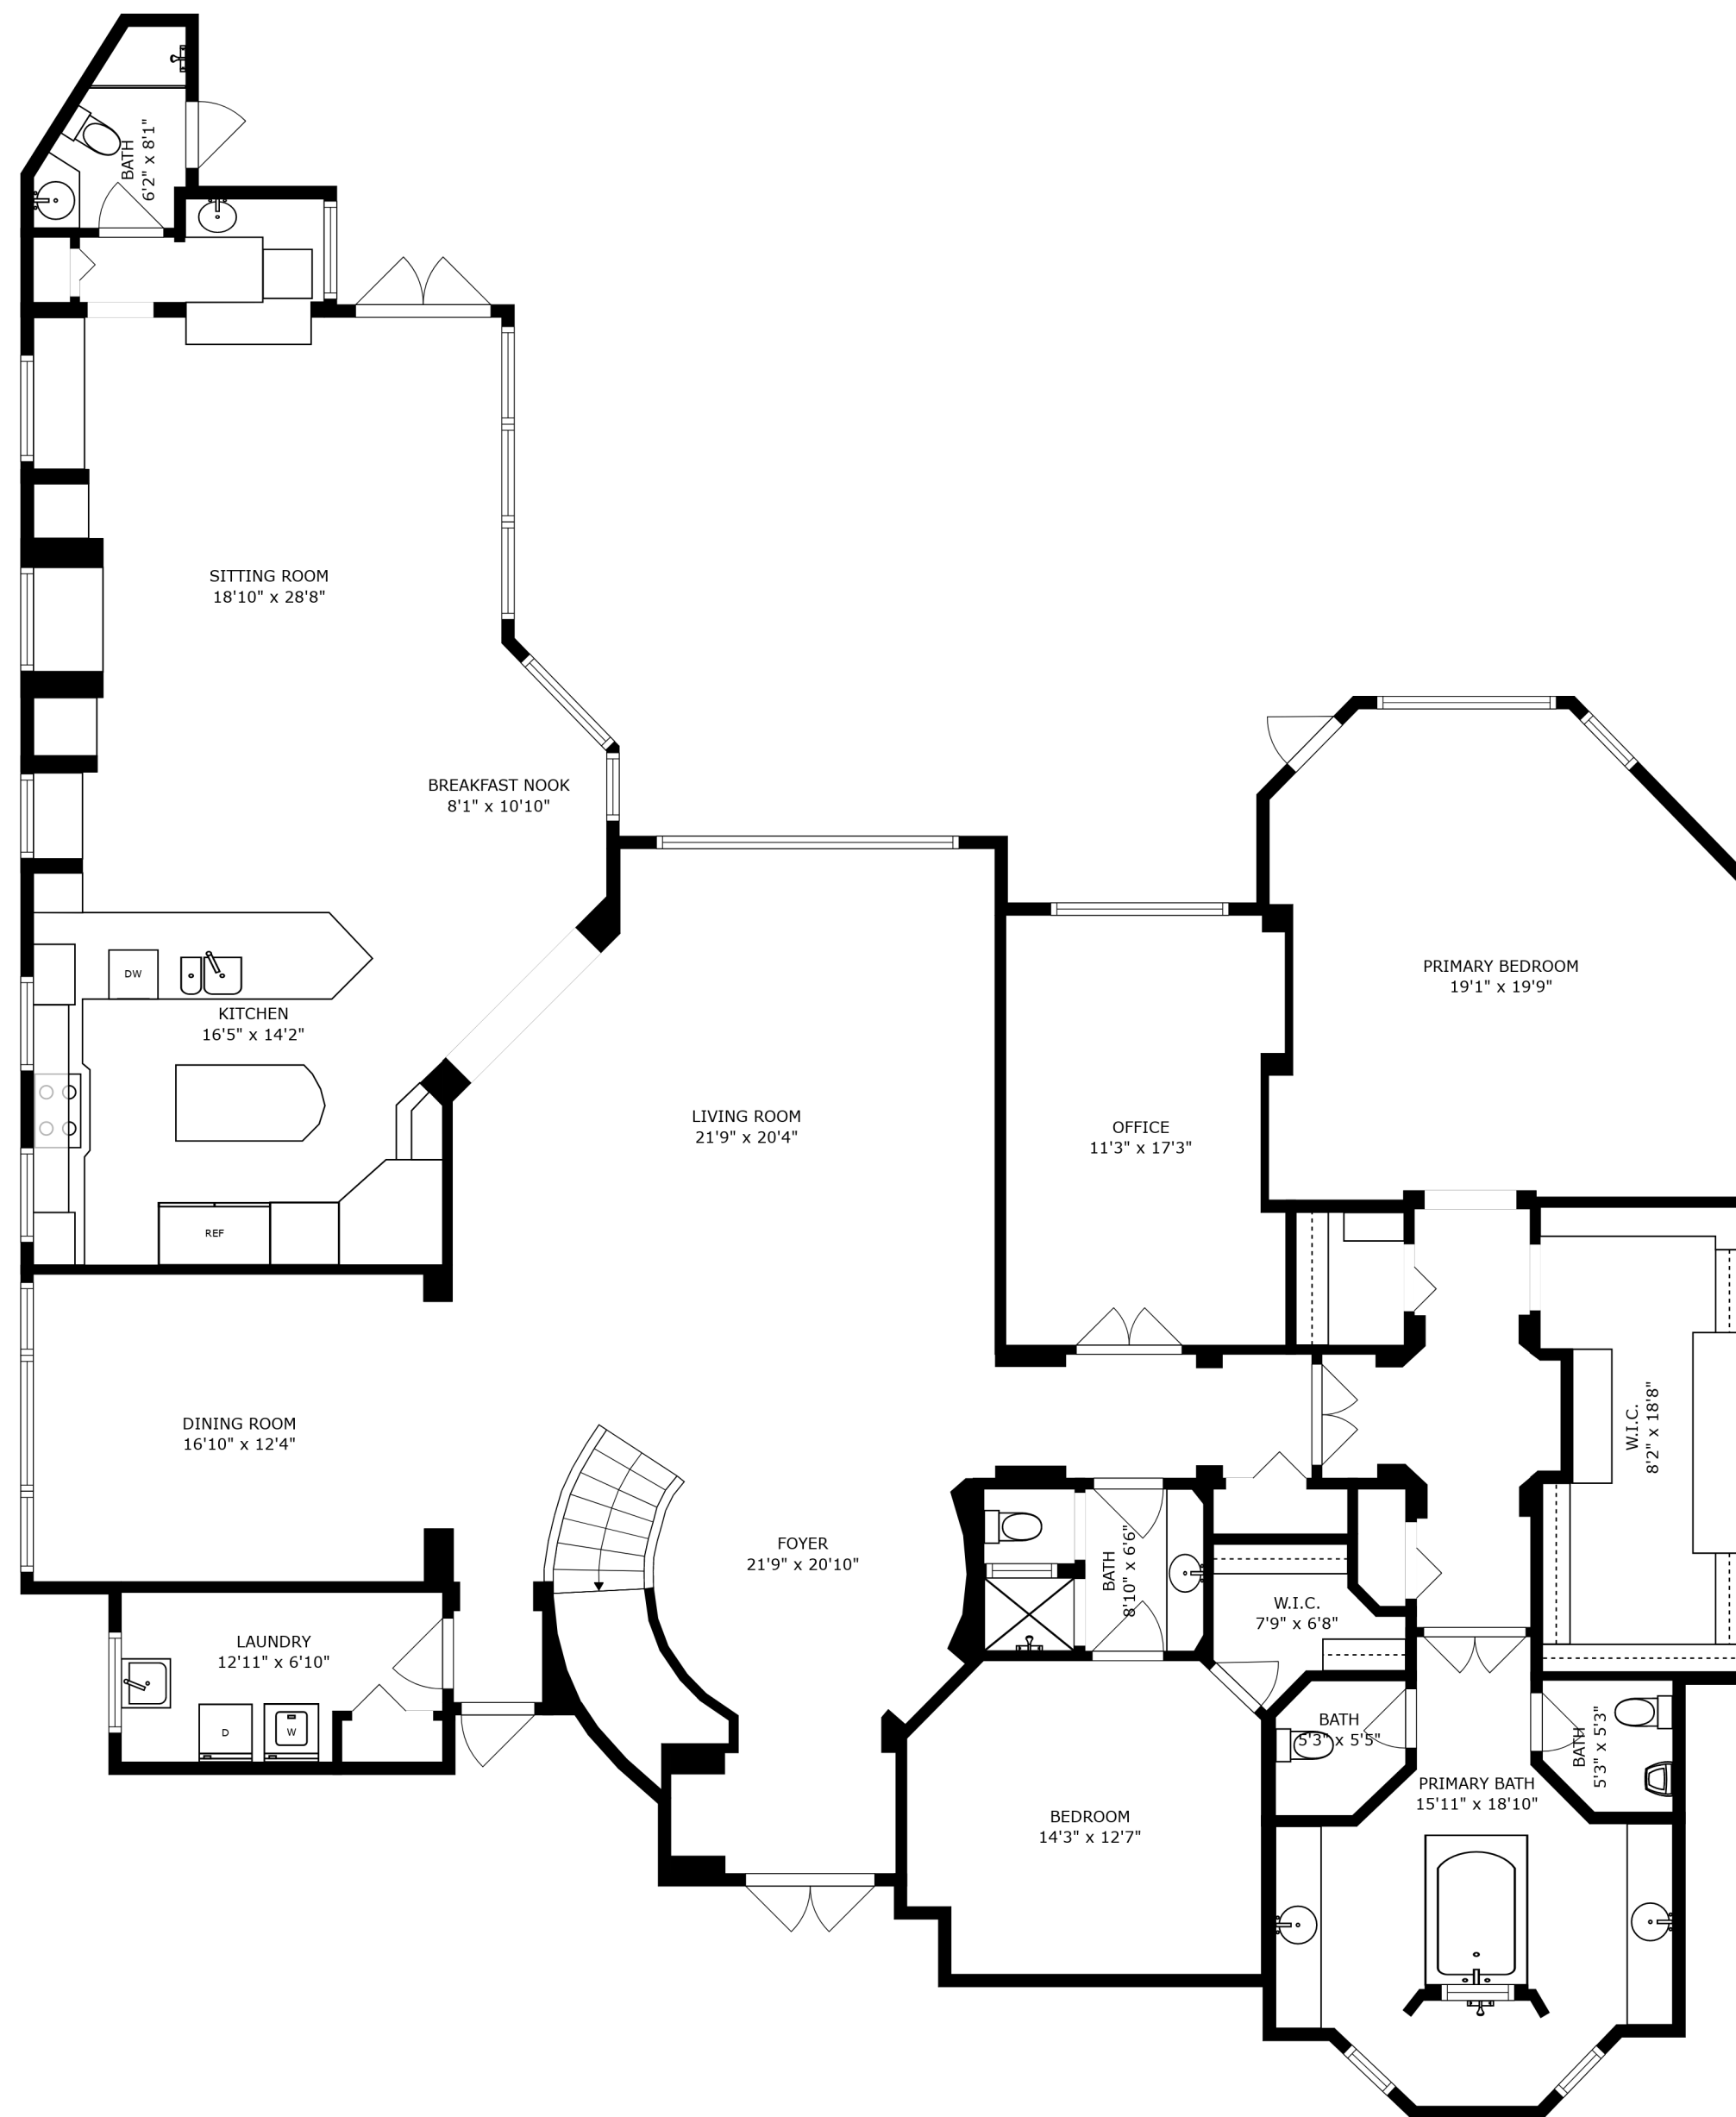 BATH
6'2" x 8'1"
SITTING ROOM
18'10" x 28'8"
BREAKFAST NOOK
8'1" x 10'10"
PRIMARY BEDROOM
19'1" x 19'9"
DW
KITCHEN
16'5" x 14'2"
LIVING ROOM
21'9" x 20'4"
OFFICE
11'3" x 17'3"
REF
DINING ROOM
16'10" x 12'4"
W.I.C.
8'2" x 18'8"
FOYER
21'9" x 20'10"
BATH
8'10" x 6'6"
W.I.C.
7'9" x 6'8"
LAUNDRY
12'11" x 6'10"
D
W
BATH
5'3" x 5'5"
BATH
5'3" x 5'3"
PRIMARY BATH
15'11" x 18'10"
BEDROOM
14'3" x 12'7"